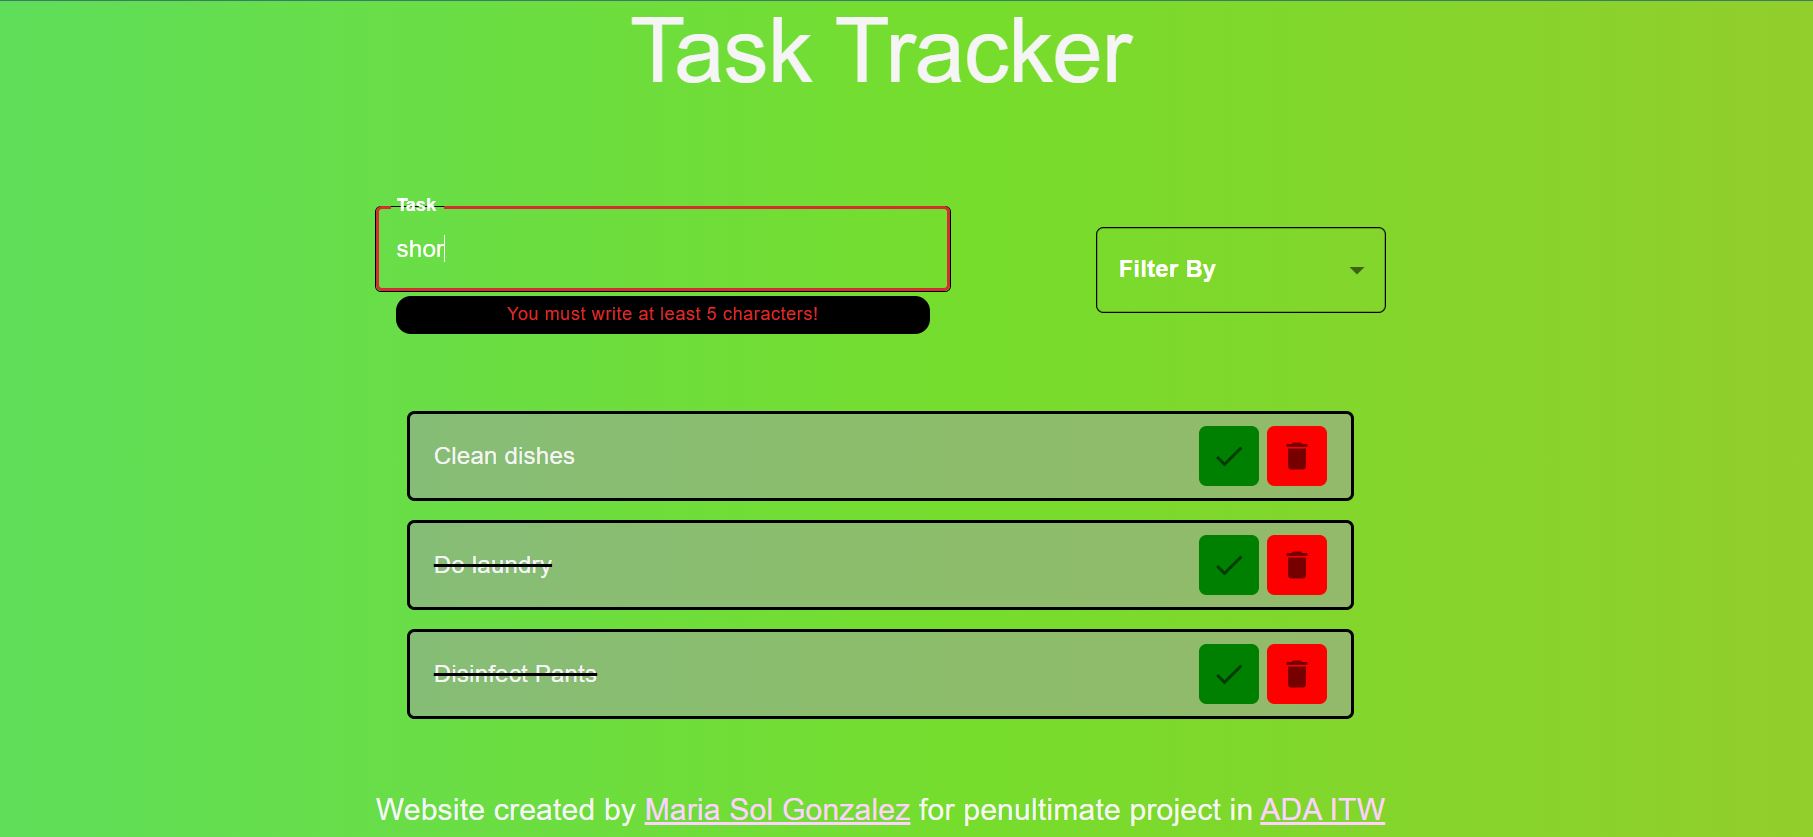 Task Tracker
Task
shor
You must write at least 5 characters!
Filter By
Clean dishes
Do laundry
Disinfect Pants
Website created by Maria Sol Gonzalez for penultimate project in ADA ITW